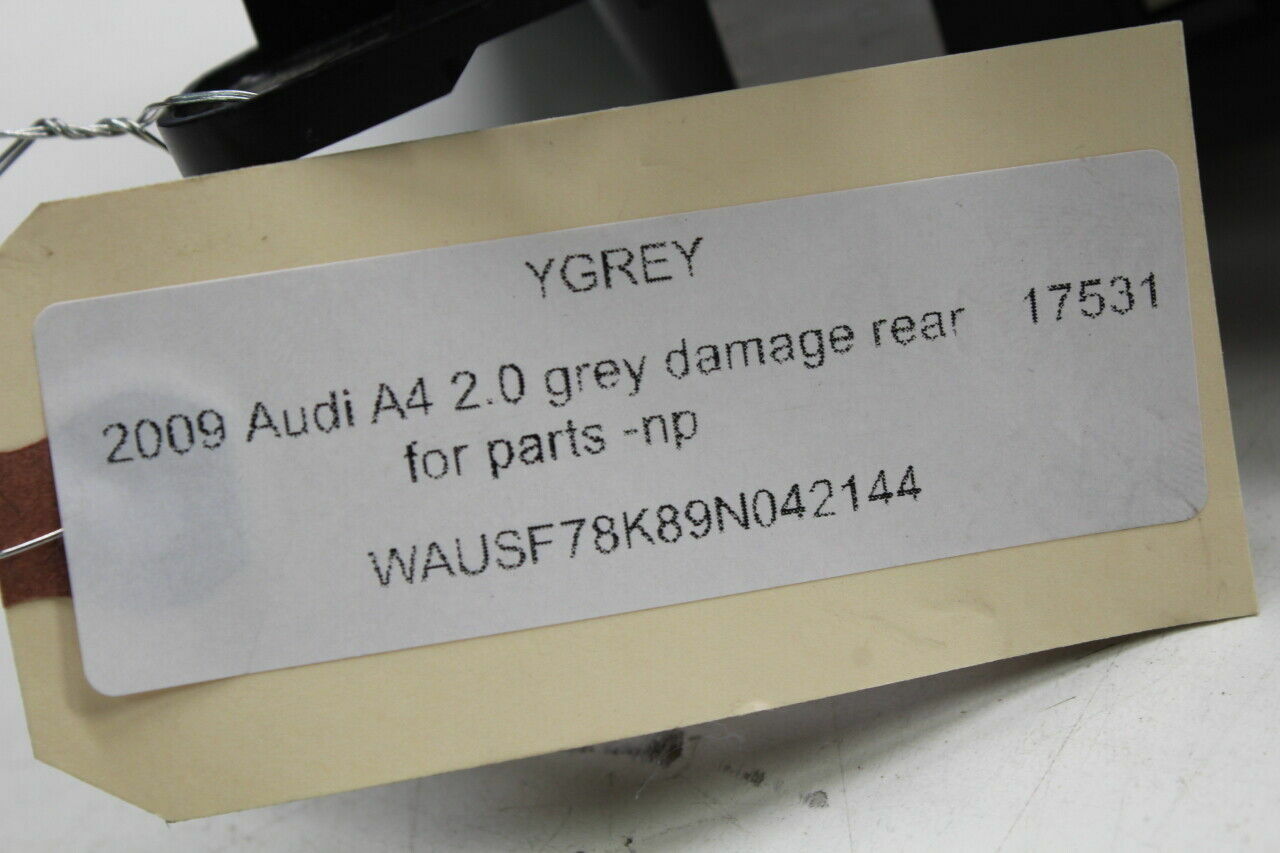 YGREY
2009 Audi A4 2.0 grey damage rear 17531
for parts -np
WAUSF78K89N042144